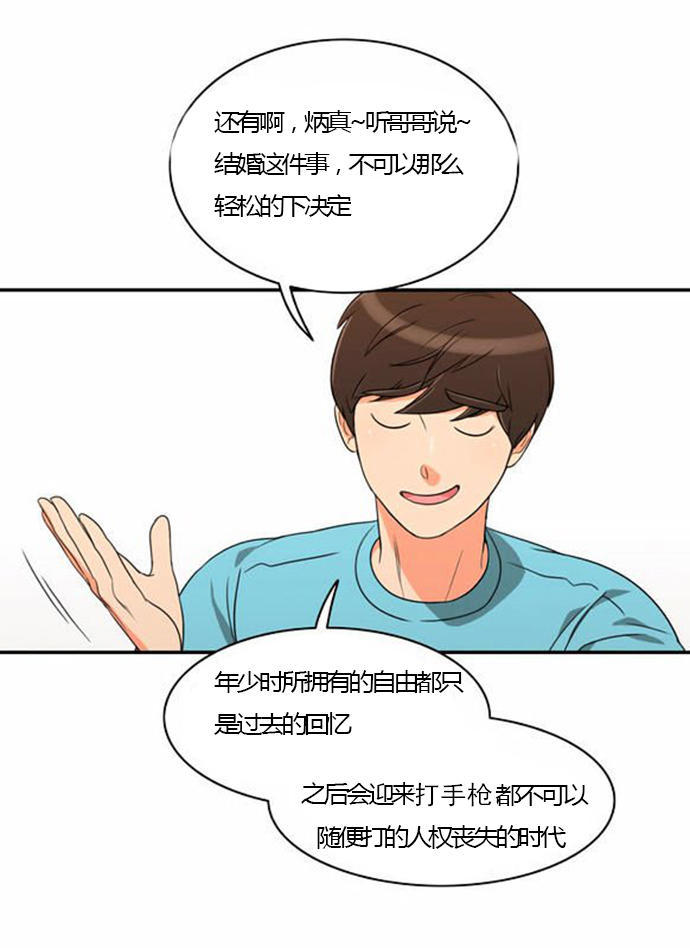 还有啊，炳真~听哥哥说~
结婚这件事，不可以那么
轻松的下决定
年少时所拥有的自由都只
是过去的回忆
之后会迎来打手枪都不可以
随便打的人权丧失的时代